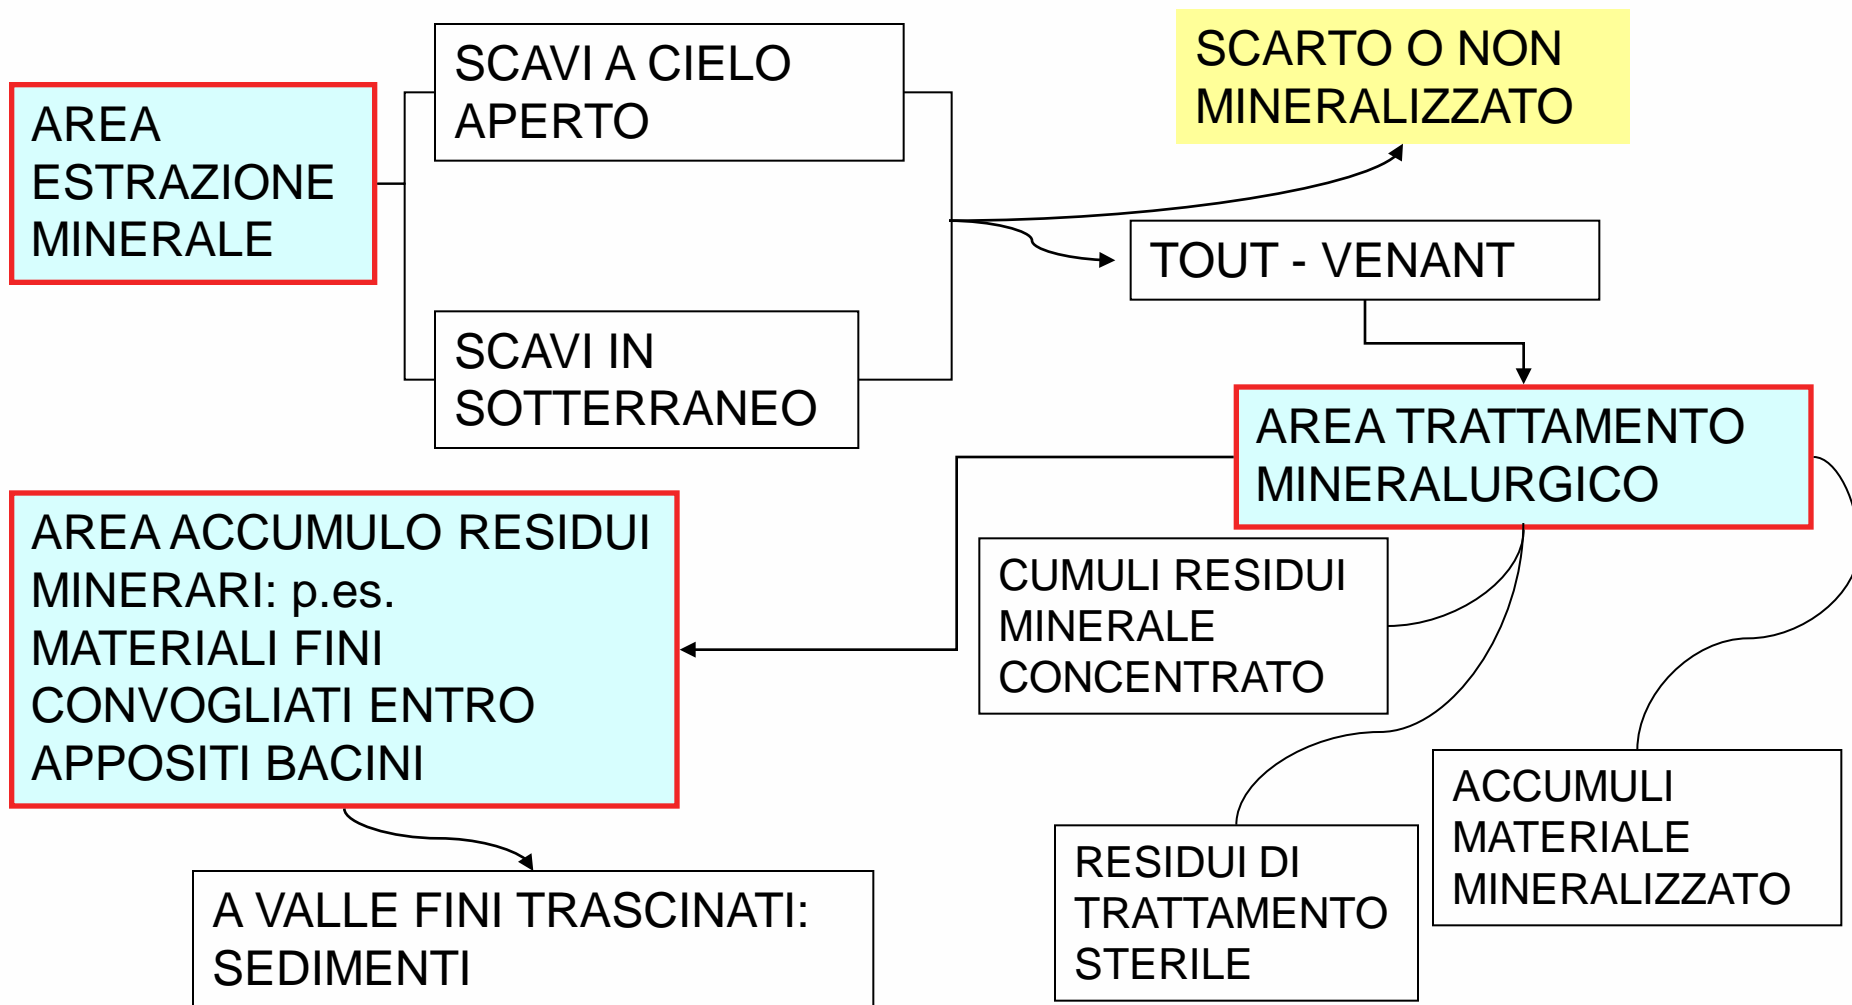 AREA
ESTRAZIONE
MINERALE
SCAVI A CIELO
APERTO
SCAVI IN
SOTTERRANEO
SCARTO O NON
MINERALIZZATO
TOUT - VENANT
AREA TRATTAMENTO
MINERALURGICO
AREA ACCUMULO RESIDUI
MINERARI: p.es.
MATERIALI FINI
CONVOGLIATI ENTRO
APPOSITI BACINI
CUMULI RESIDUI
MINERALE
CONCENTRATO
RESIDUI DI
TRATTAMENTO
STERILE
ACCUMULI
MATERIALE
MINERALIZZATO
A VALLE FINI TRASCINATI:
SEDIMENTI